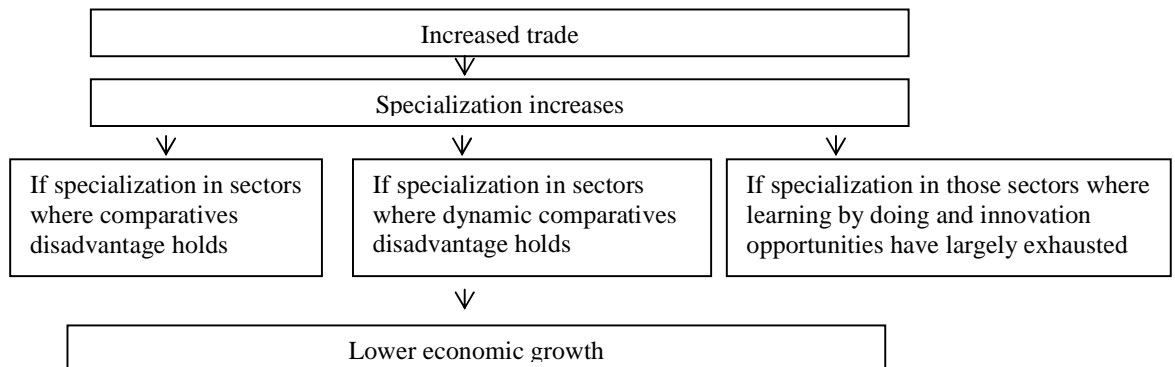 Increased trade
Specialization increases
If specialization in sectors
where comparatives
disadvantage holds
If specialization in sectors
where dynamic comparatives
disadvantage holds
If specialization in those sectors where
learning by doing and innovation
opportunities have largely exhausted
Lower economic growth